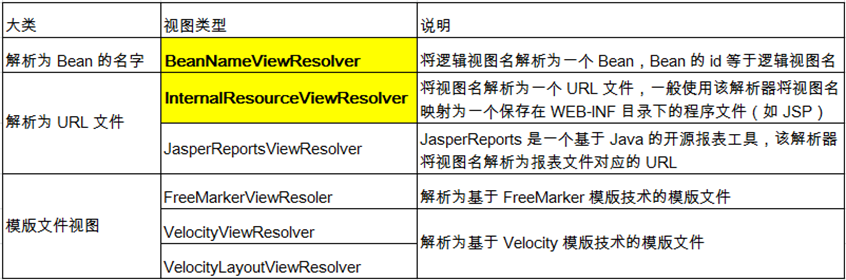 大类 视图类型 说明
解析为 Bean 的名字 BeanNameViewResolver 将逻辑视图名解析为一个 Bean，Bean 的 id 等于逻辑视图名
解析为 URL 文件 InternalResourceViewResolver 将视图名解析为一个 URL 文件，一般使用该解析器将视图名
映射为一个保存在 WEB-INF 目录下的程序文件（如 JSP）
JasperReportsViewResolver JasperReports 是一个基于 Java 的开源报表工具，该解析器
将视图名解析为报表文件对应的 URL
模版文件视图 FreeMarkerViewResoler 解析为基于 FreeMarker 模版技术的模版文件
VelocityViewResolver 解析为基于 Velocity 模版技术的模版文件
VelocityLayoutViewResolver